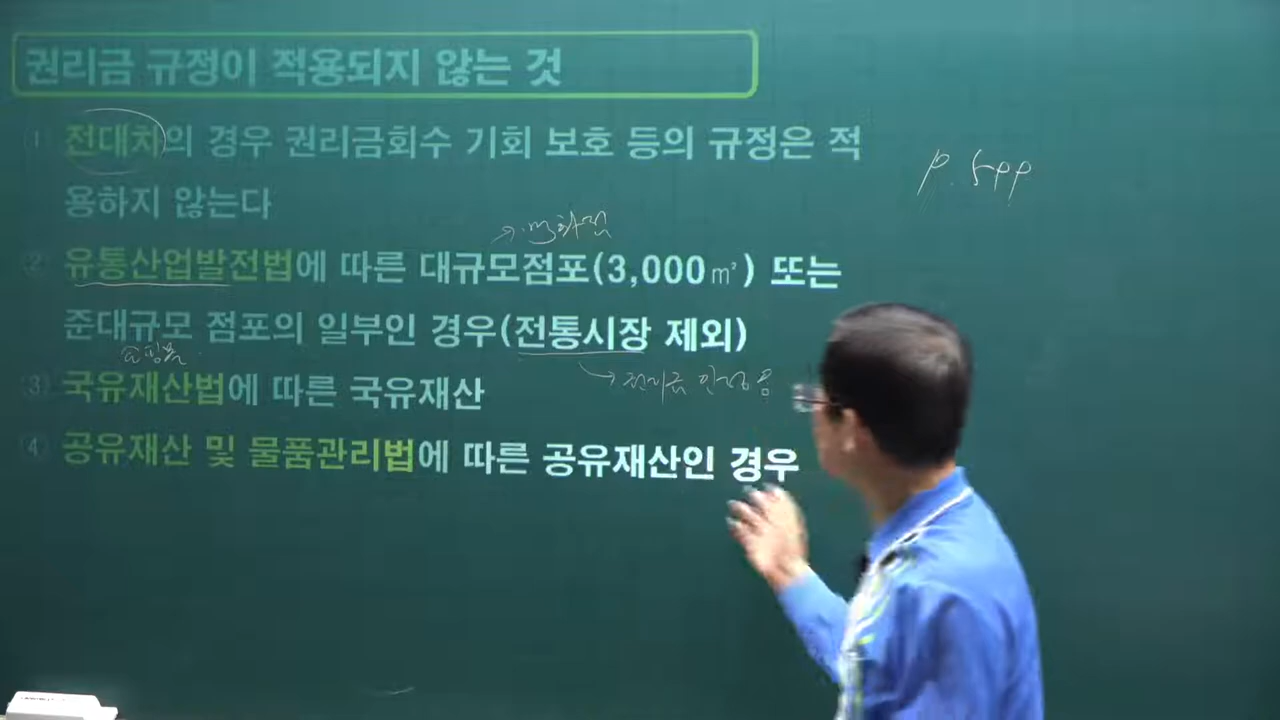 권리금 규정이 적용되지 않는 것
① 전대차의 경우 권리금회수 기회 보호 등의 규정은 적
용하지 않는다
② 유통산업발전법에 따른 대규모점포(3,000㎡) 또는
준대규모 점포의 일부인 경우(전통시장 제외)
③ 국유재산법에 따른 국유재산
④ 공유재산 및 물품관리법에 따른 공유재산인 경우